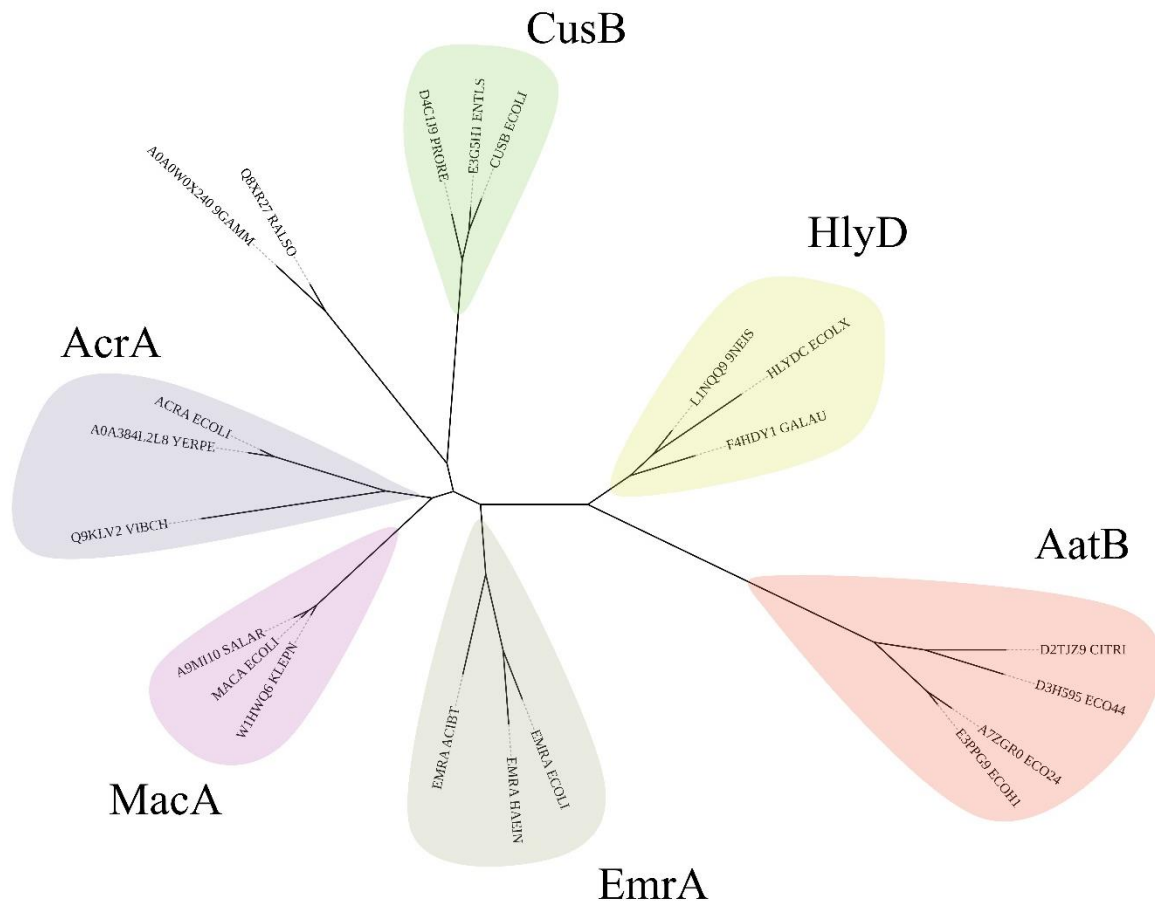 CusB
D4C1J9 PRORE
E3G5H1 ENTLS
CUSB ECOLI
A0A0W0X240 9GAMM
Q8XR27 RALSO
HlyD
L1NQQ9 9NEIS
HLYDC ECOLX
F4HDY1 GALAU
AcrA
ACRA ECOLI
A0A384L2L8 YERPE
Q9KLV2 VIBCH
AatB
D2TJZ9 CITRI
D3H595 ECO44
A7ZGR0 ECO24
E3PPG9 ECOH1
A9MI10 SALAR
MACA ECOLI
W1HWQ6 KLEPN
MacA
EMRA ACIBT
EMRA HAEIN
EMRA ECOLI
EmrA